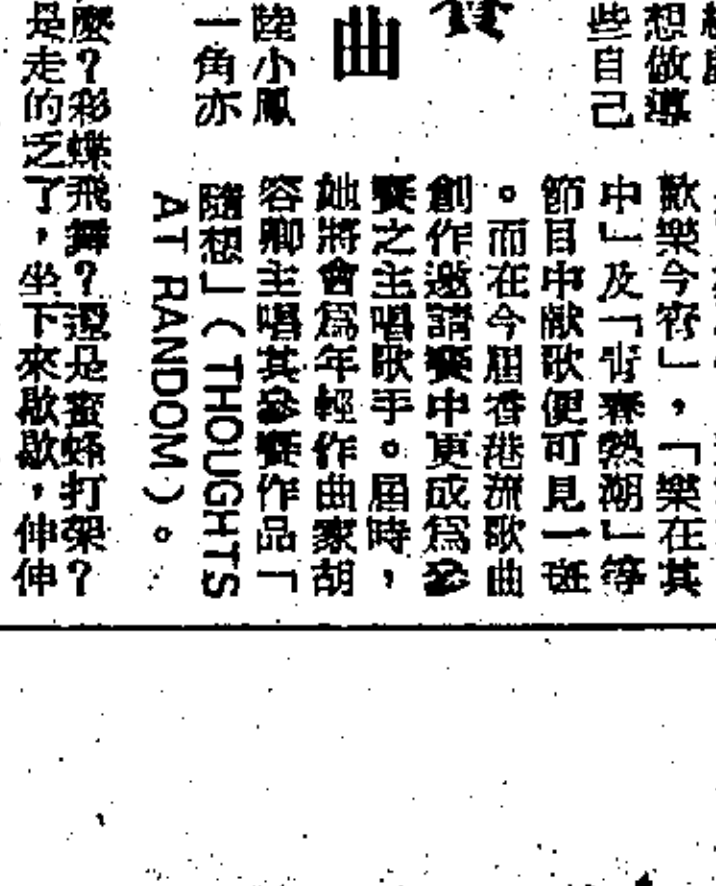 想做導
些自己
賽
曲
陸小鳳
一角亦
歡樂今宵」,「樂在其
中」及「青春熱潮」等
節目中獻歌便可見一斑
。而在今屆香港流歌曲
創作邀請賽中更成為參
賽之主唱歌手。屆時,
她將會為年輕作曲家胡
容卿主唱其參賽作品「
隨想」(THOUGHTS
AT RANDOM)。
麼?彩蝶飛舞?還是蜜蜂打架?
是走的乏了,坐下來歇歇,伸伸